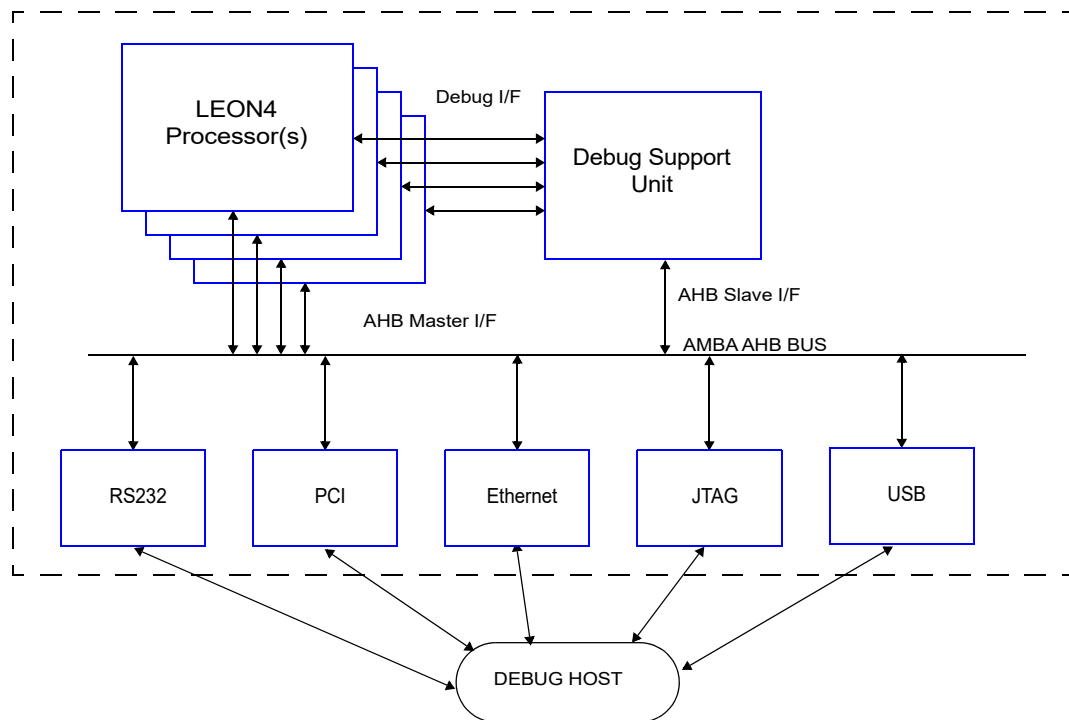 LEON4
Processor(s)
Debug I/F
Debug Support
Unit
AHB Slave I/F
AHB Master I/F
AMBA AHB BUS
RS232
PCI
Ethernet
JTAG
USB
DEBUG HOST